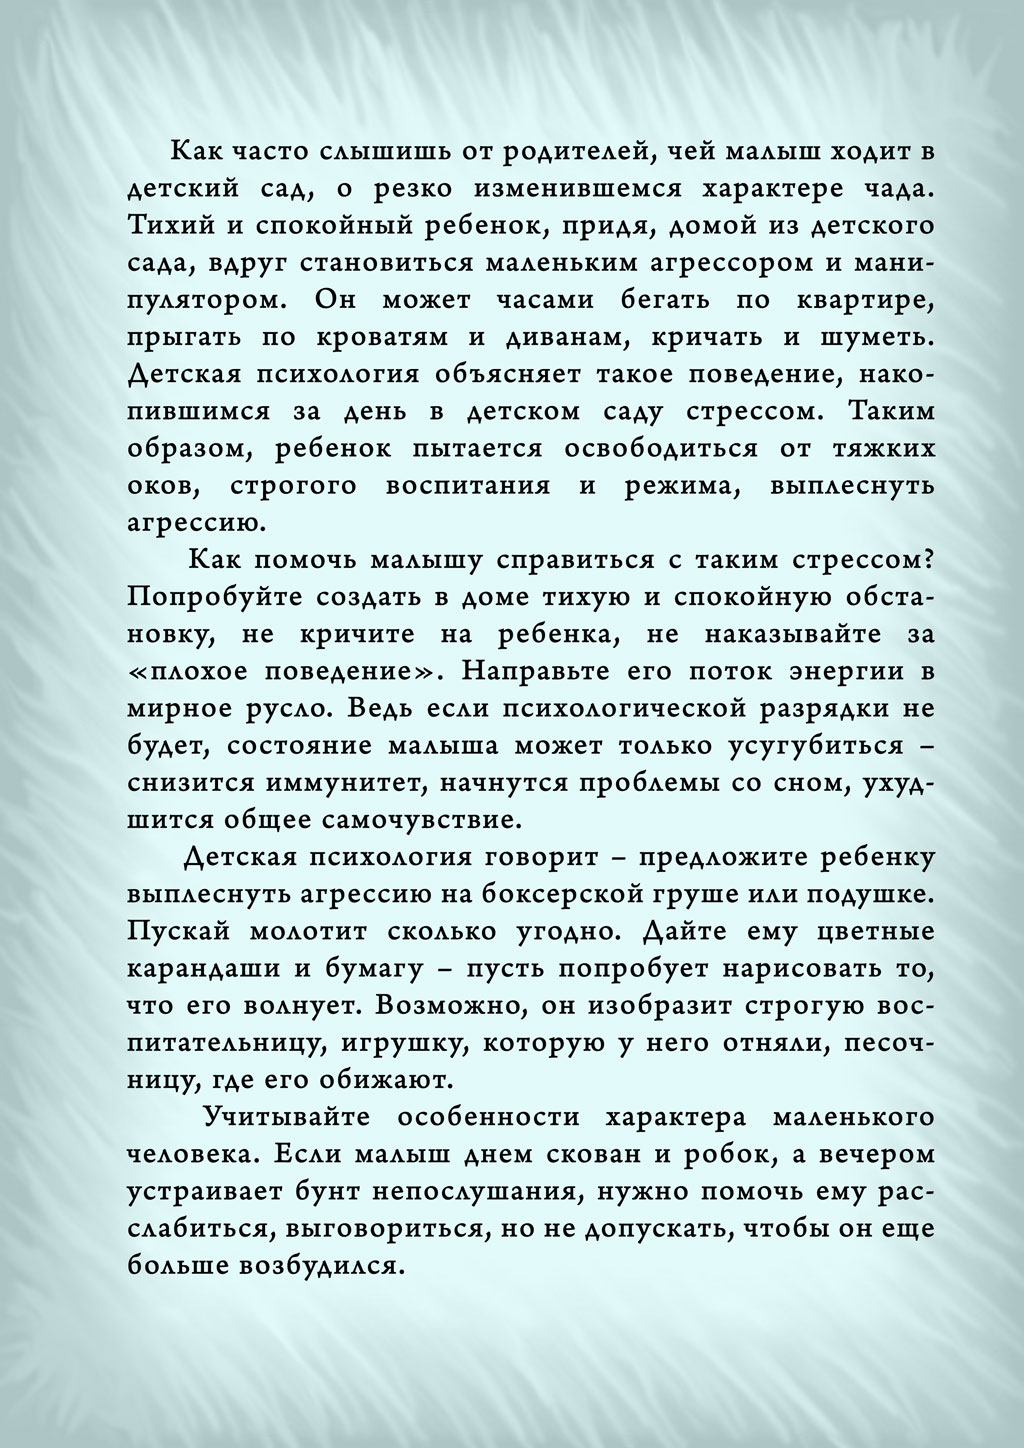 Как часто слышишь от родителей, чей малыш ходит в
детский сад, о резко изменившемся характере чада.
Тихий и спокойный ребенок, придя, домой из детского
сада, вдруг становиться маленьким агрессором и мани-
пулятором. Он может часами бегать по квартире,
прыгать по кроватям и диванам, кричать и шуметь.
Детская психология объясняет такое поведение, нако-
пившимся за день в детском саду стрессом. Таким
образом, ребенок пытается освободиться от тяжких
оков, строгого воспитания и режима, выплеснуть
агрессию.
Как помочь малышу справиться с таким стрессом?
Попробуйте создать в доме тихую и спокойную обста-
новку, не кричите на ребенка, не наказывайте за
«плохое поведение». Направьте его поток энергии в
мирное русло. Ведь если психологической разрядки не
будет, состояние малыша может только усугубиться –
снизится иммунитет, начнутся проблемы со сном, ухуд-
шится общее самочувствие.
Детская психология говорит – предложите ребенку
выплеснуть агрессию на боксерской груше или подушке.
Пускай молотит сколько угодно. Дайте ему цветные
карандаши и бумагу – пусть попробует нарисовать то,
что его волнует. Возможно, он изобразит строгую вос-
питательницу, игрушку, которую у него отняли, песоч-
ницу, где его обижают.
Учитывайте особенности характера маленького
человека. Если малыш днем скован и робок, а вечером
устраивает бунт непослушания, нужно помочь ему рас-
слабиться, выговориться, но не допускать, чтобы он еще
больше возбудился.